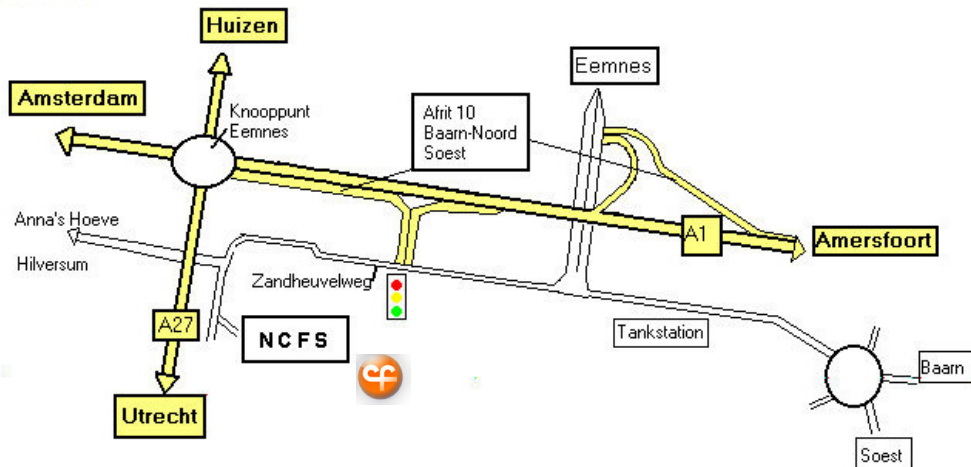 Huizen
Amsterdam
Knooppunt
Eemnes
Afrit 10
Baarn-Noord
Soest
Eemnes
Anna's Hoeve
Hilversum
A1
Amersfoort
Zandheuvelweg
A27
NCFS
Tankstation
Utrecht
Baarn
Soest
cf